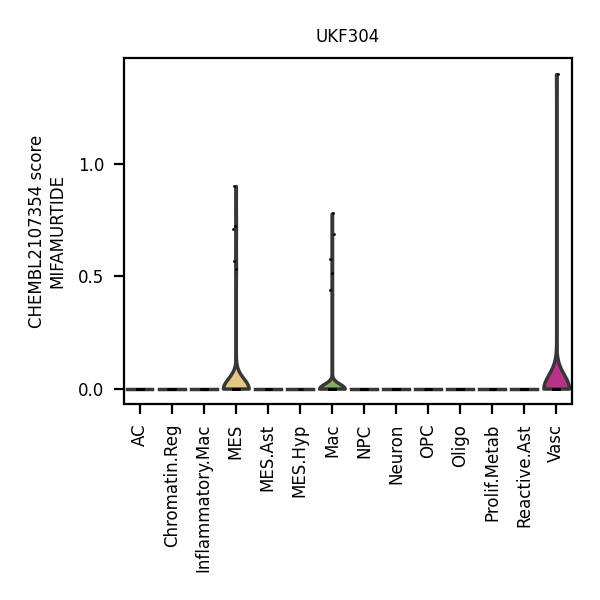 UKF304
CHEMBL2107354 score
MIFAMURTIDE
1.0
0.5
0.0
AC
Chromatin.Reg
Inflammatory.Mac
MES
MES.Ast
MES.Hyp
Mac
NPC
Neuron
OPC
Oligo
Prolif.Metab
Reactive.Ast
Vasc